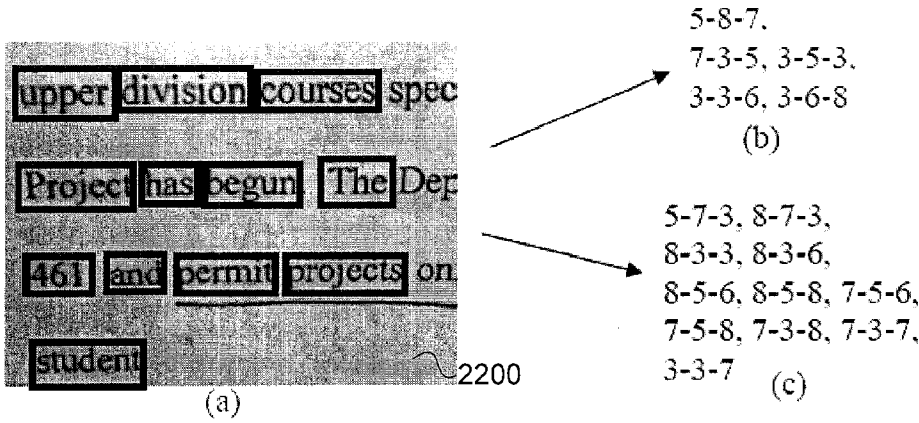 upper division courses spec
Project has begun. The Dep
461 and permit projects on
student
2200
(a)
5-8-7,
7-3-5, 3-5-3,
3-3-6, 3-6-8
(b)
5-7-3, 8-7-3,
8-3-3, 8-3-6,
8-5-6, 8-5-8, 7-5-6,
7-5-8, 7-3-8, 7-3-7,
3-3-7
(c)